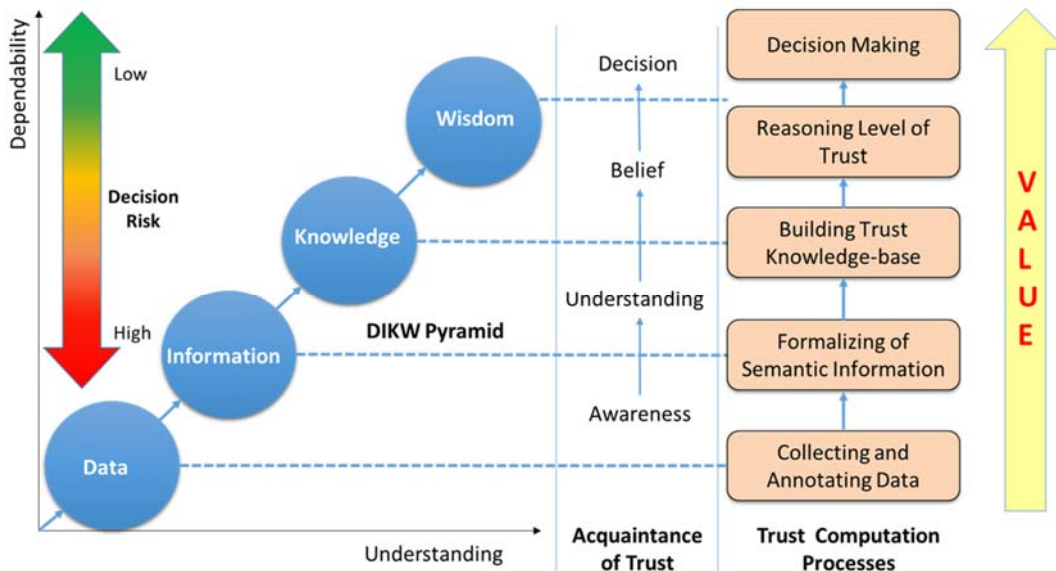 Dependability
Low
Decision
Risk
High
Data
Information
Knowledge
Wisdom
DIKW Pyramid
Understanding
Decision
Belief
Understanding
Awareness
Acquaintance
of Trust
Decision Making
Reasoning Level of
Trust
Building Trust
Knowledge-base
Formalizing of
Semantic Information
Collecting and
Annotating Data
Trust Computation
Processes
VALUE